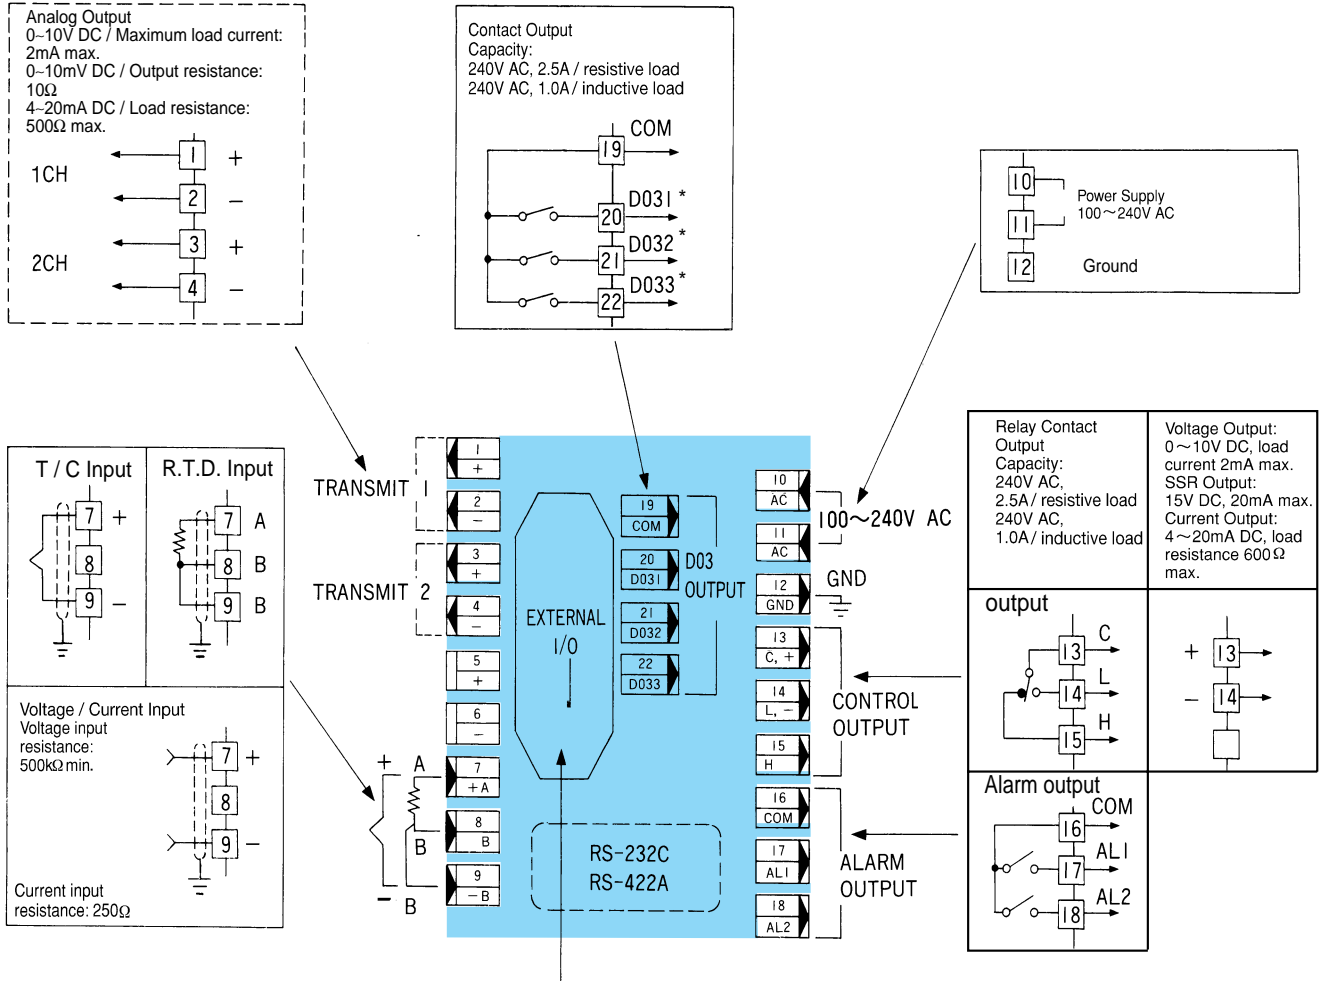 Analog Output
0~10V DC / Maximum load current:
2mA max.
0~10mV DC / Output resistance:
10Ω
4~20mA DC / Load resistance:
500Ω max.
1CH
1 +
2 −
2CH
3 +
4 −
Contact Output
Capacity:
240V AC, 2.5A / resistive load
240V AC, 1.0A / inductive load
COM
19
D031 *
20
D032 *
21
D033 *
22
10
11
12
Power Supply
100~240V AC
Ground
T / C Input
7 +
8
9 −
R.T.D. Input
7 A
8 B
9 B
Voltage / Current Input
Voltage input
resistance:
500kΩ min.
7 +
8
9 −
Current input
resistance: 250Ω
TRANSMIT 1
TRANSMIT 2
1
+
2
−
3
+
4
−
5
+
6
−
7
+A
8
B
9
−B
+ A
B
− B
EXTERNAL
I/O
19
COM
20
D031
21
D032
22
D033
D03
OUTPUT
RS-232C
RS-422A
10
AC
11
AC
12
GND
13
C, +
14
L, −
15
H
16
COM
17
AL1
18
AL2
100~240V AC
GND
CONTROL
OUTPUT
ALARM
OUTPUT
Relay Contact
Output
Capacity:
240V AC,
2.5A / resistive load
240V AC,
1.0A / inductive load
Voltage Output:
0~10V DC, load
current 2mA max.
SSR Output:
15V DC, 20mA max.
Current Output:
4~20mA DC, load
resistance 600Ω
max.
output
13 C
14 L
15 H
+ 13
− 14
Alarm output
16 COM
17 AL1
18 AL2